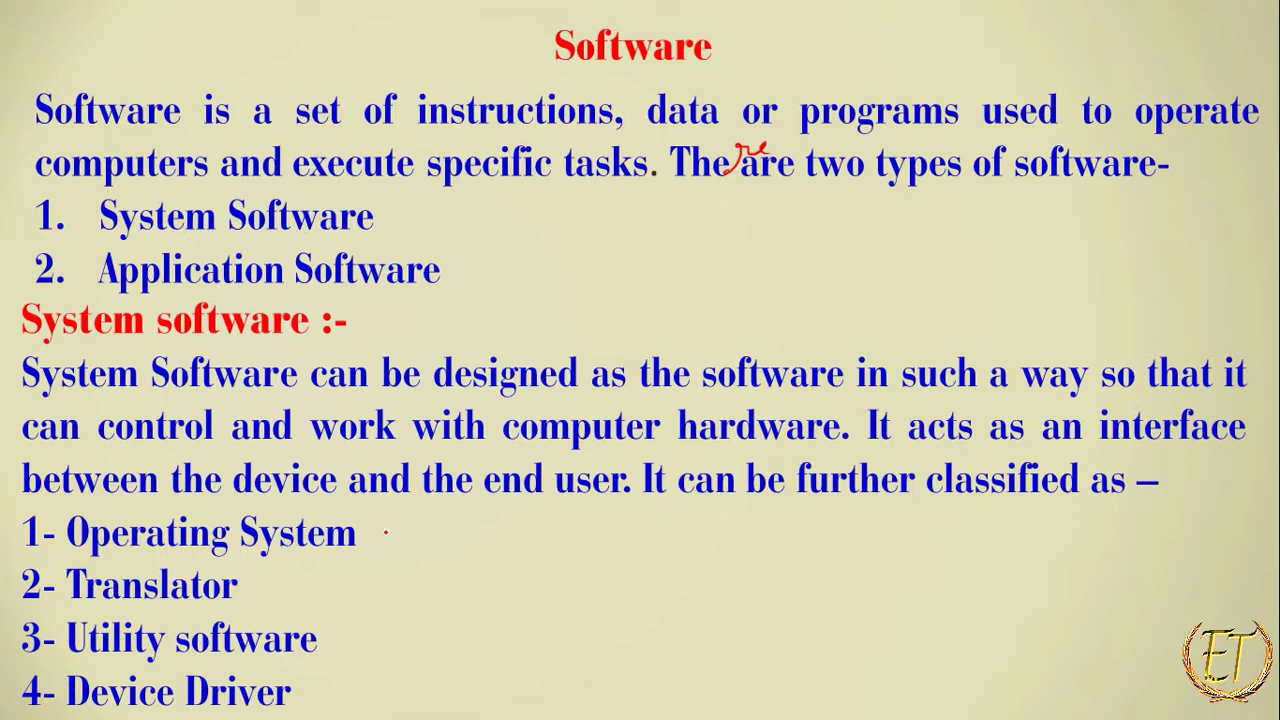 Software
Software is a set of instructions, data or programs used to operate
computers and execute specific tasks. There are two types of software-
1. System Software
2. Application Software
System software :-
System Software can be designed as the software in such a way so that it
can control and work with computer hardware. It acts as an interface
between the device and the end user. It can be further classified as –
1- Operating System
2- Translator
3- Utility software
4- Device Driver
ET